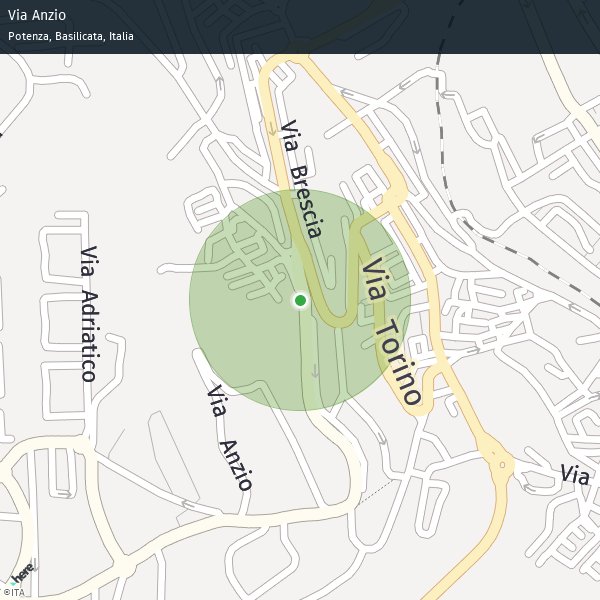 Via Anzio
Potenza, Basilicata, Italia
Via Brescia
Via Adriatico
Via Torino
Via Anzio
Via
here
©ITA